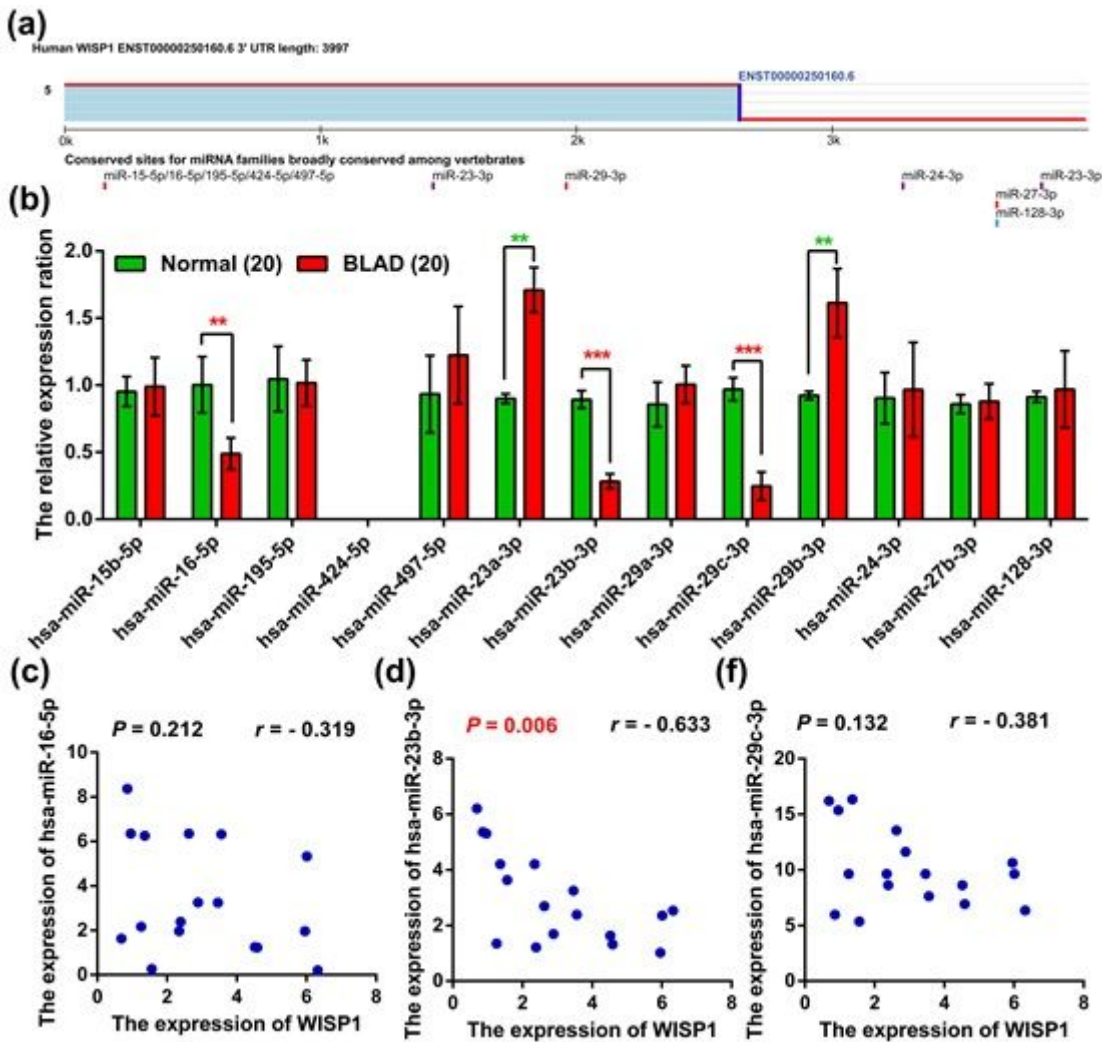 (a)
Human WISP1 ENST00000250160.6 3' UTR length: 3997
ENST00000250160.6
5
0k 1k 2k 3k
Conserved sites for miRNA families broadly conserved among vertebrates
miR-15-5p/16-5p/195-5p/424-5p/497-5p miR-23-3p miR-29-3p miR-24-3p miR-23-3p
miR-27-3p
miR-128-3p
(b)
The relative expression ration
2.0
1.5
1.0
0.5
0.0
Normal (20) BLAD (20)
** ** *** *** **
hsa-miR-15b-5p
hsa-miR-16-5p
hsa-miR-195-5p
hsa-miR-424-5p
hsa-miR-497-5p
hsa-miR-23a-3p
hsa-miR-23b-3p
hsa-miR-29a-3p
hsa-miR-29c-3p
hsa-miR-29b-3p
hsa-miR-24-3p
hsa-miR-27b-3p
hsa-miR-128-3p
(c)
P = 0.212 r = - 0.319
The expression of hsa-miR-16-5p
10
8
6
4
2
0
0 2 4 6 8
The expression of WISP1
(d)
P = 0.006 r = - 0.633
The expression of hsa-miR-23b-3p
8
6
4
2
0
0 2 4 6 8
The expression of WISP1
(f)
P = 0.132 r = - 0.381
The expression of hsa-miR-29c-3p
20
15
10
5
0
0 2 4 6 8
The expression of WISP1